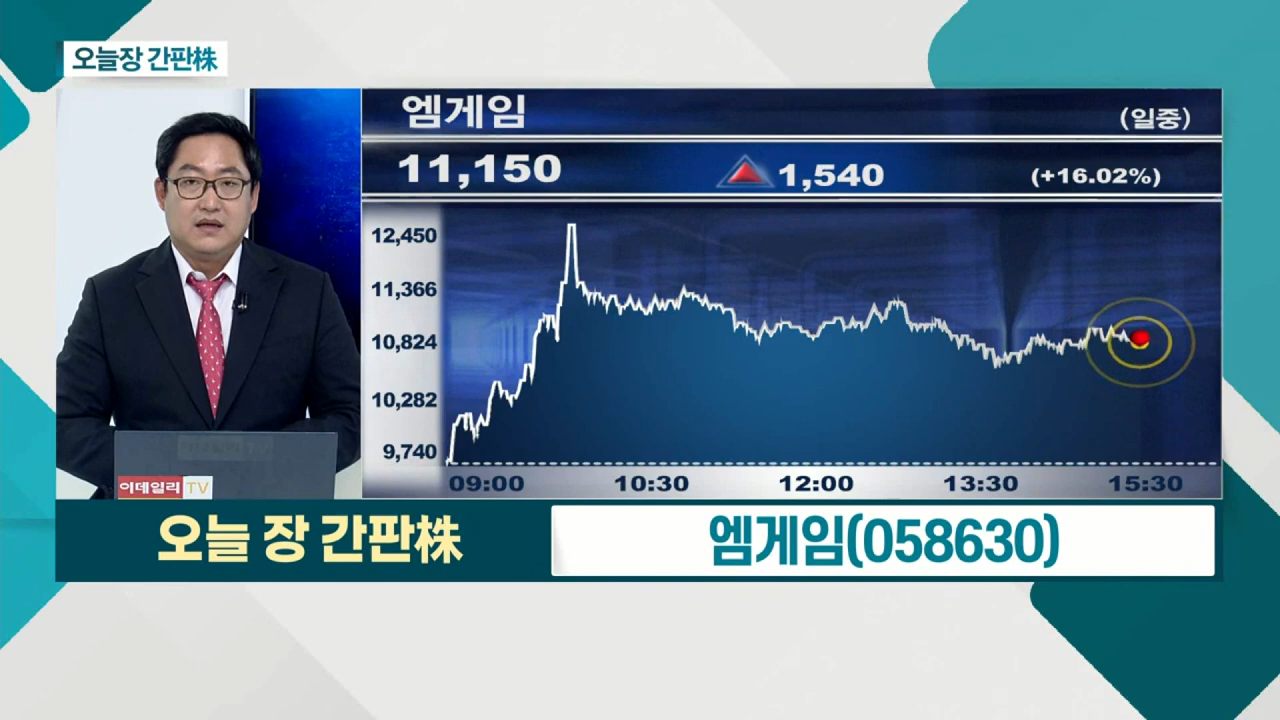 오늘장 간판株
엠게임
(일중)
11,150
1,540
(+16.02%)
12,450
11,366
10,824
10,282
9,740
09:00
10:30
12:00
13:30
15:30
이데일리 TV
오늘 장 간판株
엠게임(058630)